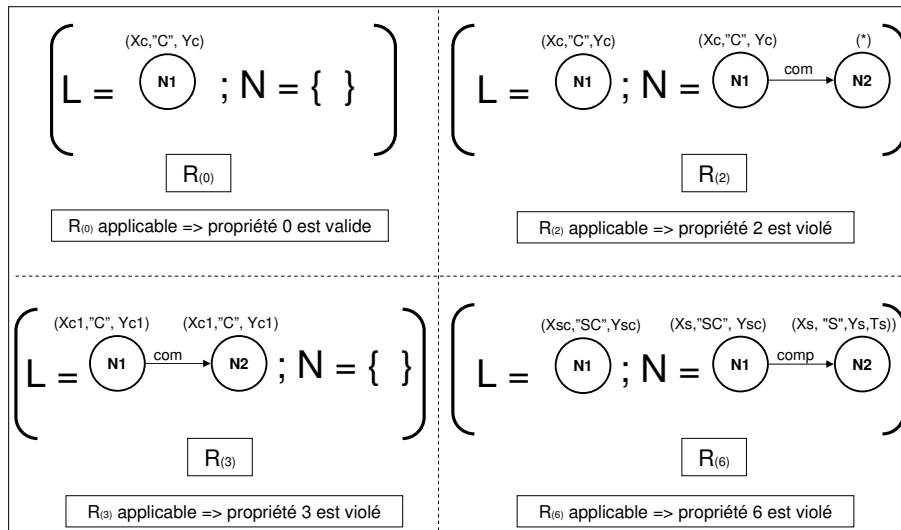 (Xc,"C", Yc)
L = N1 ; N = { }
R(0)
R(0) applicable => propriété 0 est valide
(Xc,"C",Yc) (Xc,"C", Yc) (*)
L = N1 ; N = N1 com N2
R(2)
R(2) applicable => propriété 2 est violé
(Xc1,"C", Yc1) (Xc1,"C", Yc1)
L = N1 com N2 ; N = { }
R(3)
R(3) applicable => propriété 3 est violé
(Xsc,"SC",Ysc) (Xs,"SC", Ysc) (Xs, "S",Ys,Ts))
L = N1 ; N = N1 comp N2
R(6)
R(6) applicable => propriété 6 est violé